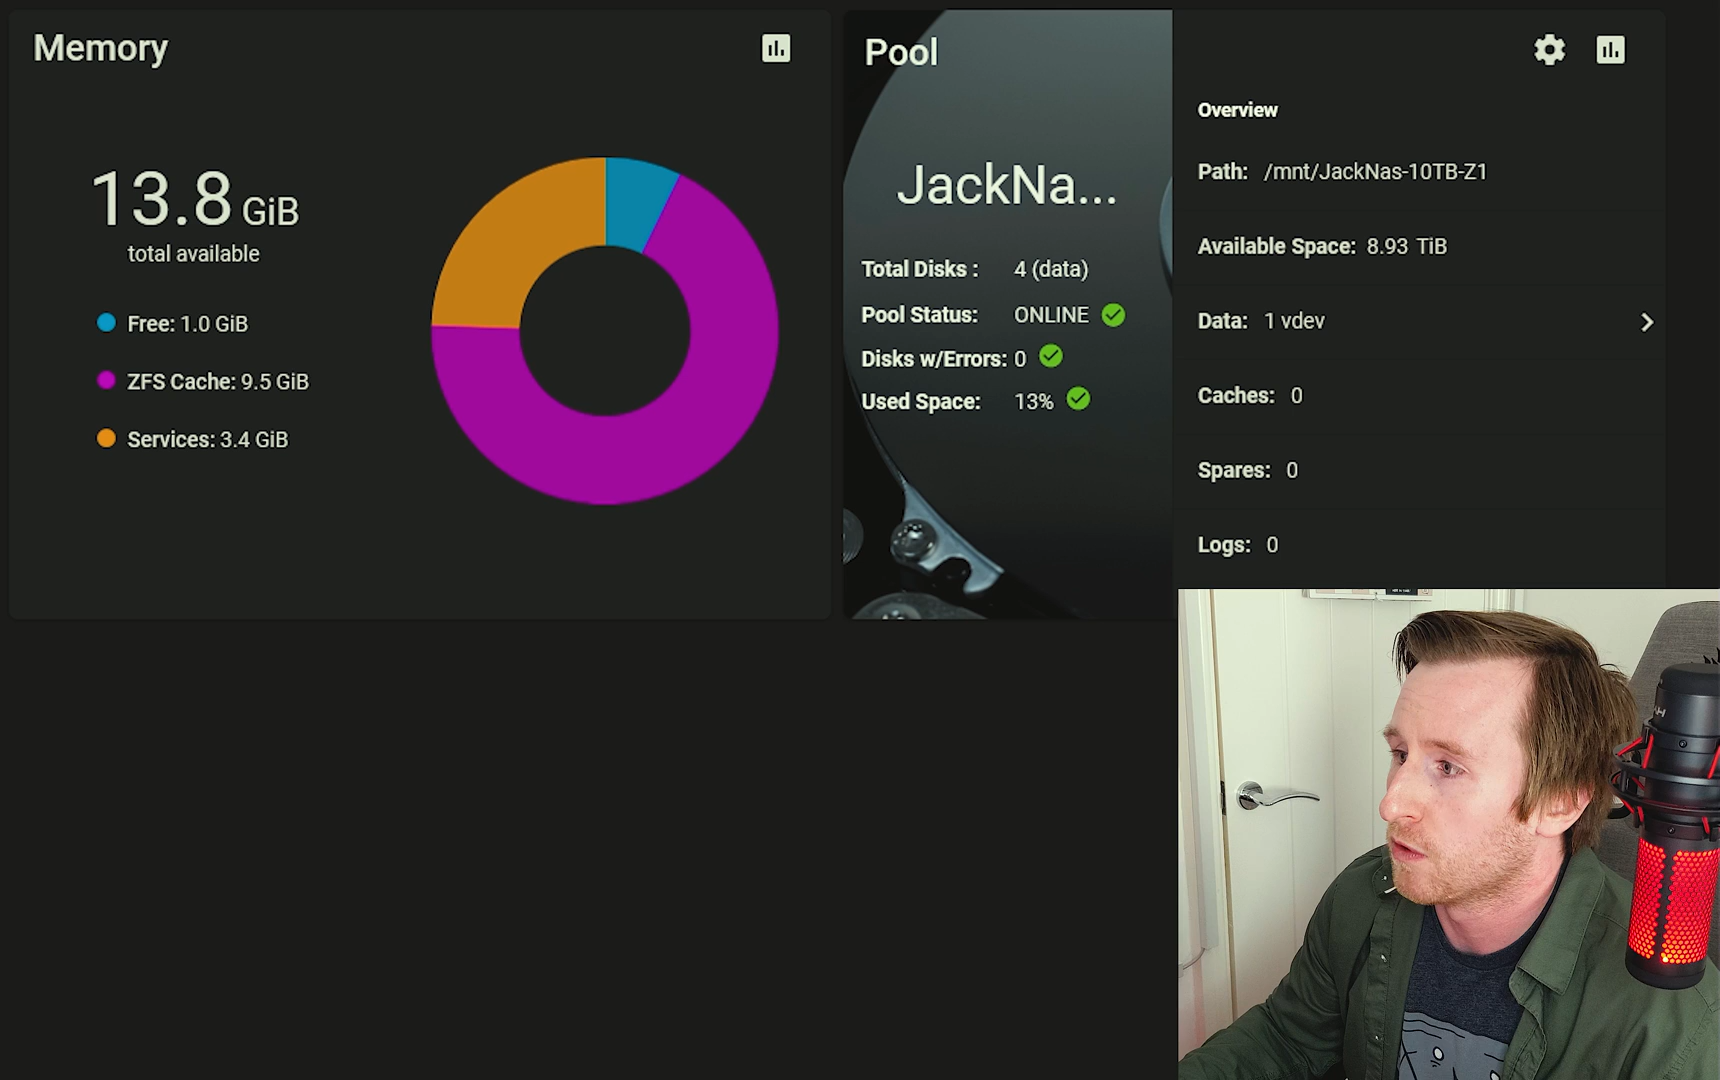 Memory
13.8 GiB
total available
Free: 1.0 GiB
ZFS Cache: 9.5 GiB
Services: 3.4 GiB
Pool
JackNa...
Total Disks : 4 (data)
Pool Status: ONLINE
Disks w/Errors: 0
Used Space: 13%
Overview
Path: /mnt/JackNas-10TB-Z1
Available Space: 8.93 TiB
Data: 1 vdev
Caches: 0
Spares: 0
Logs: 0